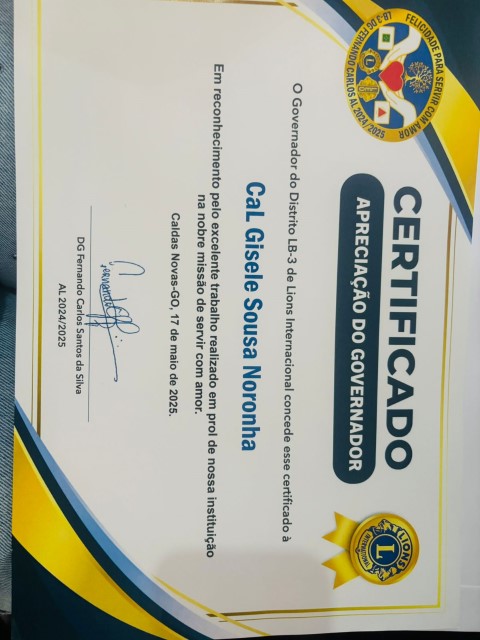 FELICIDADE PARA SERVIR COM AMOR
LB-3 DG FERNANDO CARLOS AL 2024/2025
CERTIFICADO
APRECIAÇÃO DO GOVERNADOR
LIONS
L
INTERNATIONAL
O Governador do Distrito LB-3 de Lions Internacional concede esse certificado à
CaL Gisele Sousa Noronha
Em reconhecimento pelo excelente trabalho realizado em prol de nossa instituição
na nobre missão de servir com amor.
Caldas Novas-GO, 17 de maio de 2025.
DG Fernando Carlos Santos da Silva
AL 2024/2025